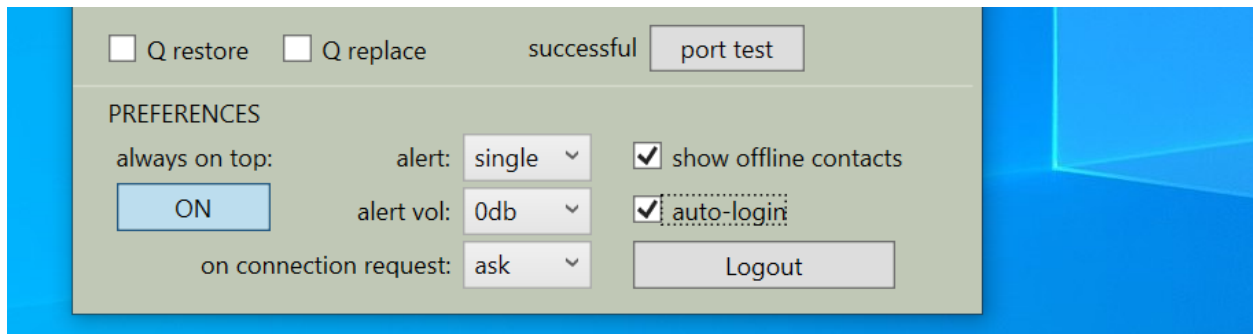 Q restore Q replace successful port test
PREFERENCES
always on top: alert: single show offline contacts
ON alert vol: 0db auto-login
on connection request: ask Logout